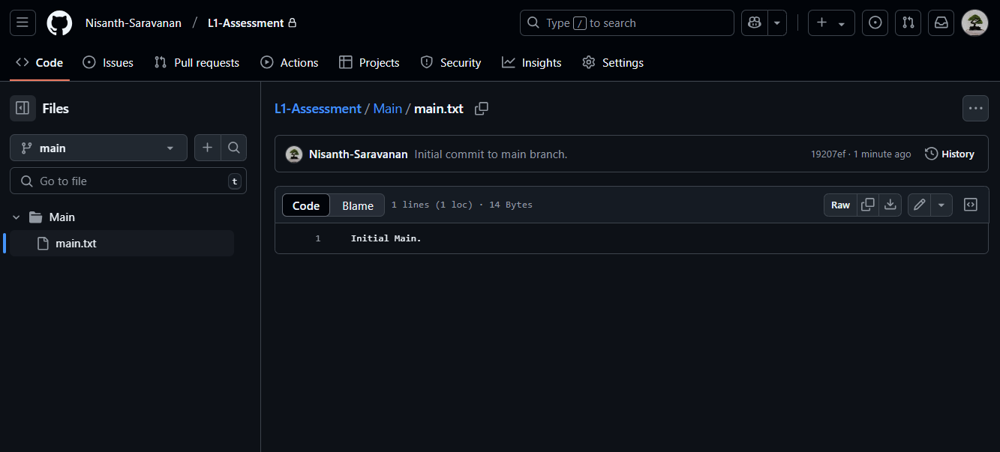 Nisanth-Saravanan / L1-Assessment
Type / to search
Code Issues Pull requests Actions Projects Security Insights Settings
Files
main
Go to file t
Main
main.txt
L1-Assessment / Main / main.txt
Nisanth-Saravanan Initial commit to main branch. 19207ef · 1 minute ago History
Code Blame 1 lines (1 loc) · 14 Bytes Raw
1 Initial Main.